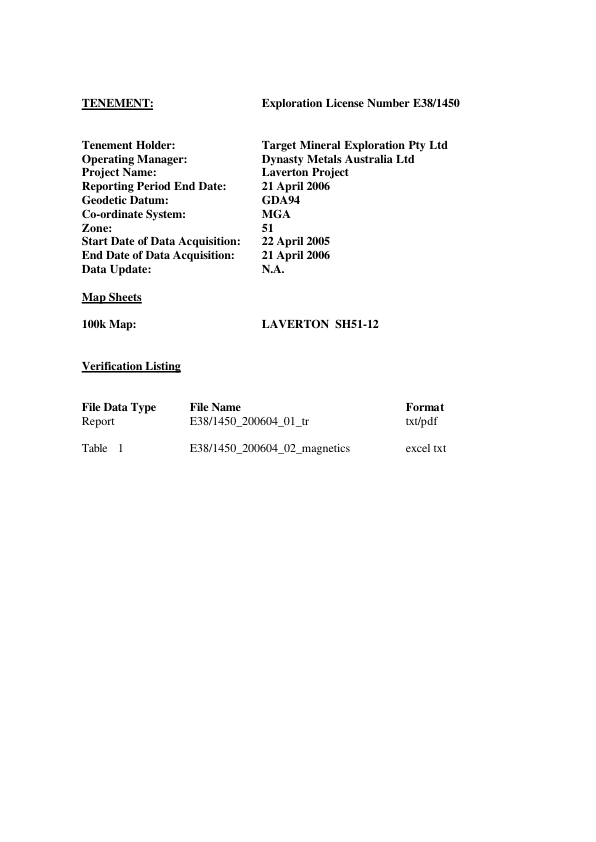 TENEMENT: Exploration License Number E38/1450
Tenement Holder: Target Mineral Exploration Pty Ltd
Operating Manager: Dynasty Metals Australia Ltd
Project Name: Laverton Project
Reporting Period End Date: 21 April 2006
Geodetic Datum: GDA94
Co-ordinate System: MGA
Zone: 51
Start Date of Data Acquisition: 22 April 2005
End Date of Data Acquisition: 21 April 2006
Data Update: N.A.
Map Sheets
100k Map: LAVERTON SH51-12
Verification Listing
File Data Type File Name Format
Report E38/1450_200604_01_tr txt/pdf
Table 1 E38/1450_200604_02_magnetics excel txt